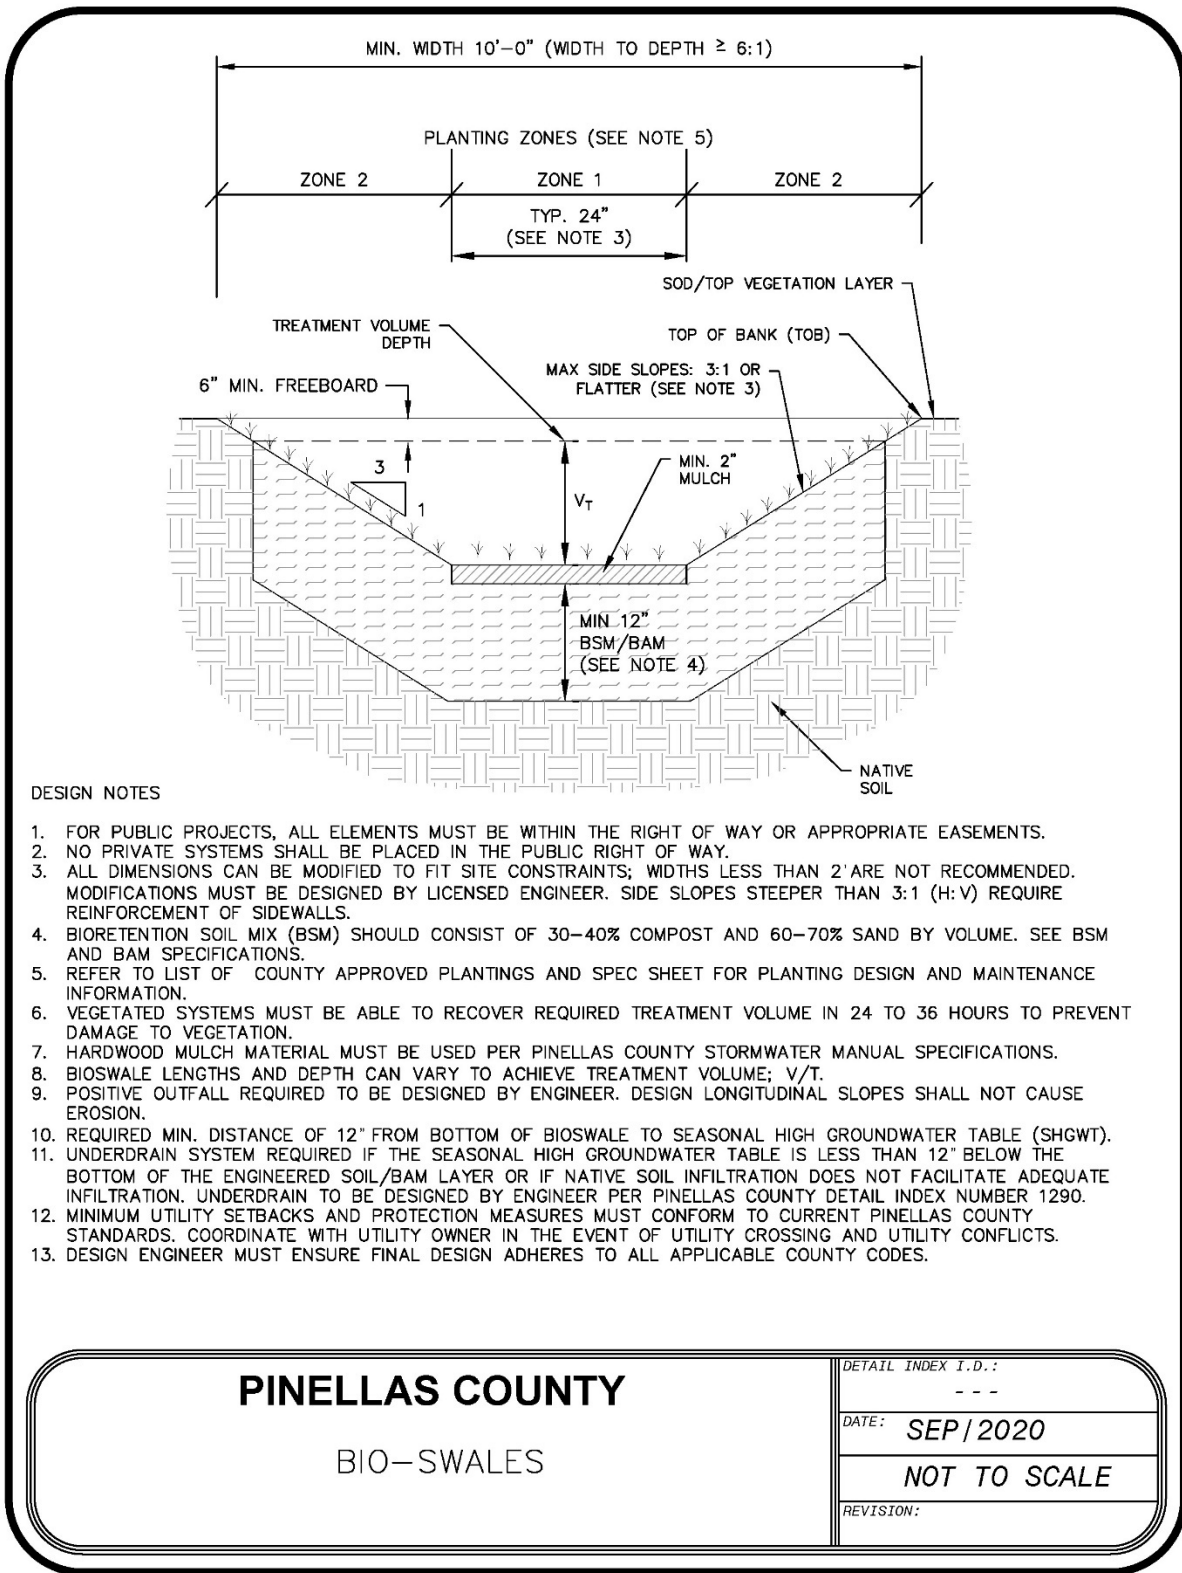 MIN. WIDTH 10'-0" (WIDTH TO DEPTH ≥ 6:1)
PLANTING ZONES (SEE NOTE 5)
ZONE 2
ZONE 1
ZONE 2
TYP. 24"
(SEE NOTE 3)
SOD/TOP VEGETATION LAYER
TREATMENT VOLUME
DEPTH
TOP OF BANK (TOB)
MAX SIDE SLOPES: 3:1 OR
FLATTER (SEE NOTE 3)
6" MIN. FREEBOARD
3
1
MIN. 2"
MULCH
VT
MIN 12"
BSM/BAM
(SEE NOTE 4)
NATIVE
SOIL
DESIGN NOTES
1. FOR PUBLIC PROJECTS, ALL ELEMENTS MUST BE WITHIN THE RIGHT OF WAY OR APPROPRIATE EASEMENTS.
2. NO PRIVATE SYSTEMS SHALL BE PLACED IN THE PUBLIC RIGHT OF WAY.
3. ALL DIMENSIONS CAN BE MODIFIED TO FIT SITE CONSTRAINTS; WIDTHS LESS THAN 2' ARE NOT RECOMMENDED.
MODIFICATIONS MUST BE DESIGNED BY LICENSED ENGINEER. SIDE SLOPES STEEPER THAN 3:1 (H:V) REQUIRE
REINFORCEMENT OF SIDEWALLS.
4. BIORETENTION SOIL MIX (BSM) SHOULD CONSIST OF 30-40% COMPOST AND 60-70% SAND BY VOLUME. SEE BSM
AND BAM SPECIFICATIONS.
5. REFER TO LIST OF COUNTY APPROVED PLANTINGS AND SPEC SHEET FOR PLANTING DESIGN AND MAINTENANCE
INFORMATION.
6. VEGETATED SYSTEMS MUST BE ABLE TO RECOVER REQUIRED TREATMENT VOLUME IN 24 TO 36 HOURS TO PREVENT
DAMAGE TO VEGETATION.
7. HARDWOOD MULCH MATERIAL MUST BE USED PER PINELLAS COUNTY STORMWATER MANUAL SPECIFICATIONS.
8. BIOSWALE LENGTHS AND DEPTH CAN VARY TO ACHIEVE TREATMENT VOLUME; V/T.
9. POSITIVE OUTFALL REQUIRED TO BE DESIGNED BY ENGINEER. DESIGN LONGITUDINAL SLOPES SHALL NOT CAUSE
EROSION.
10. REQUIRED MIN. DISTANCE OF 12" FROM BOTTOM OF BIOSWALE TO SEASONAL HIGH GROUNDWATER TABLE (SHGWT).
11. UNDERDRAIN SYSTEM REQUIRED IF THE SEASONAL HIGH GROUNDWATER TABLE IS LESS THAN 12" BELOW THE
BOTTOM OF THE ENGINEERED SOIL/BAM LAYER OR IF NATIVE SOIL INFILTRATION DOES NOT FACILITATE ADEQUATE
INFILTRATION. UNDERDRAIN TO BE DESIGNED BY ENGINEER PER PINELLAS COUNTY DETAIL INDEX NUMBER 1290.
12. MINIMUM UTILITY SETBACKS AND PROTECTION MEASURES MUST CONFORM TO CURRENT PINELLAS COUNTY
STANDARDS. COORDINATE WITH UTILITY OWNER IN THE EVENT OF UTILITY CROSSING AND UTILITY CONFLICTS.
13. DESIGN ENGINEER MUST ENSURE FINAL DESIGN ADHERES TO ALL APPLICABLE COUNTY CODES.
PINELLAS COUNTY
BIO-SWALES
DETAIL INDEX I.D.:
- - -
DATE: SEP/2020
NOT TO SCALE
REVISION: